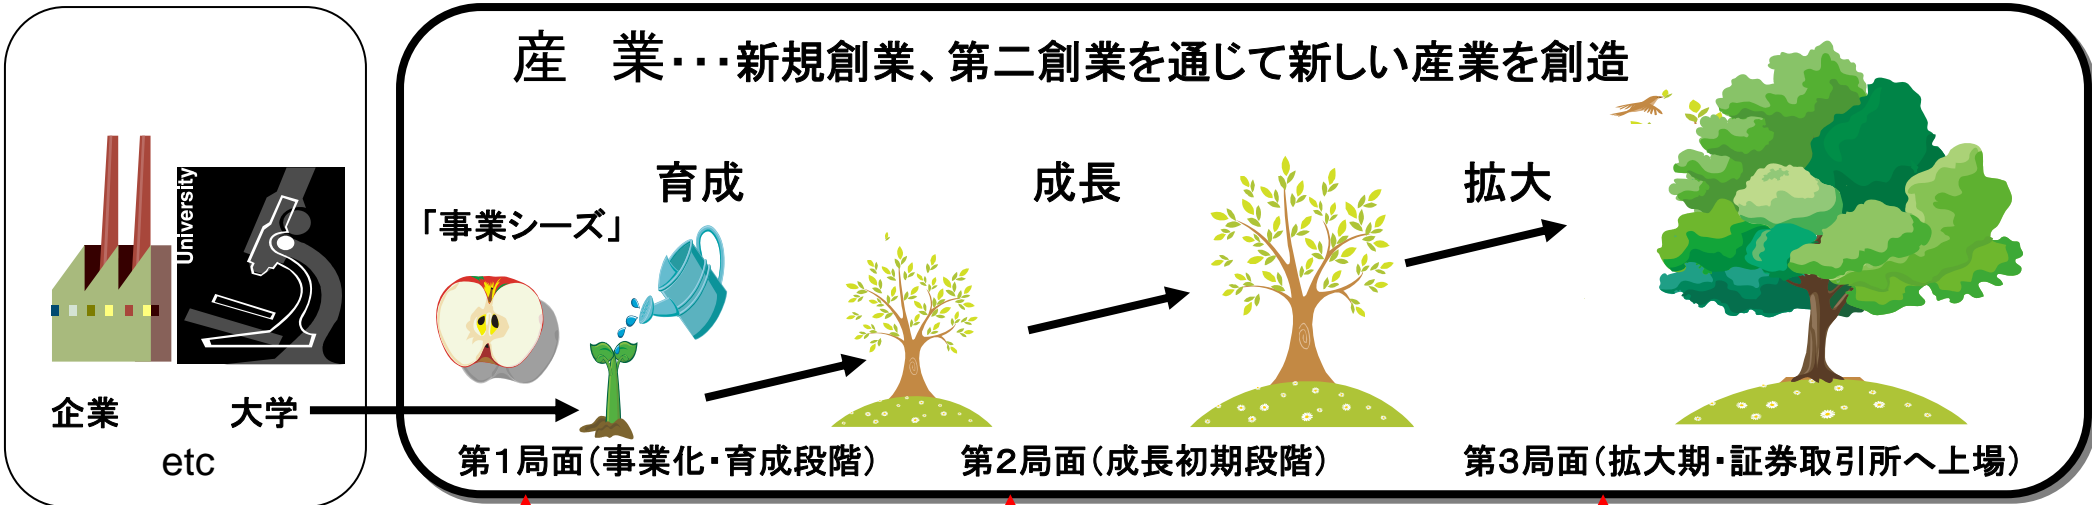 産　業・・・新規創業、第二創業を通じて新しい産業を創造
University
企業
大学
etc
「事業シーズ」
育成
成長
拡大
第１局面（事業化・育成段階）
第２局面（成長初期段階）
第３局面（拡大期・証券取引所へ上場）